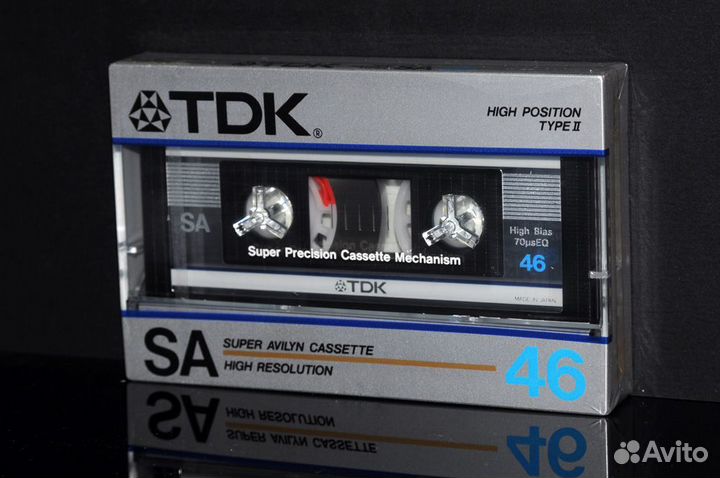 TDK®
HIGH POSITION
TYPE II
SA
High Bias
70µsEQ
46
Super Precision Cassette Mechanism
TDK
MADE IN JAPAN
SA
SUPER AVILYN CASSETTE
HIGH RESOLUTION
46
Avito